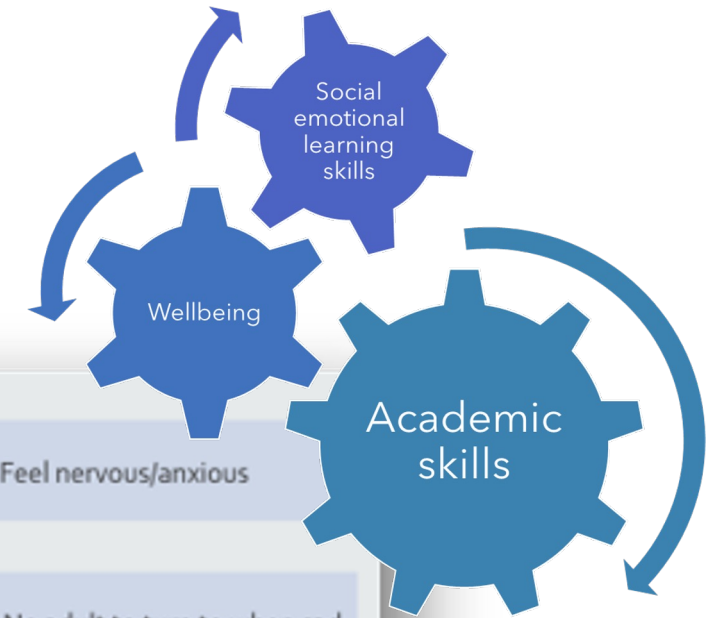 Social
emotional
learning
skills
Wellbeing
Academic
skills
Feel nervous/anxious